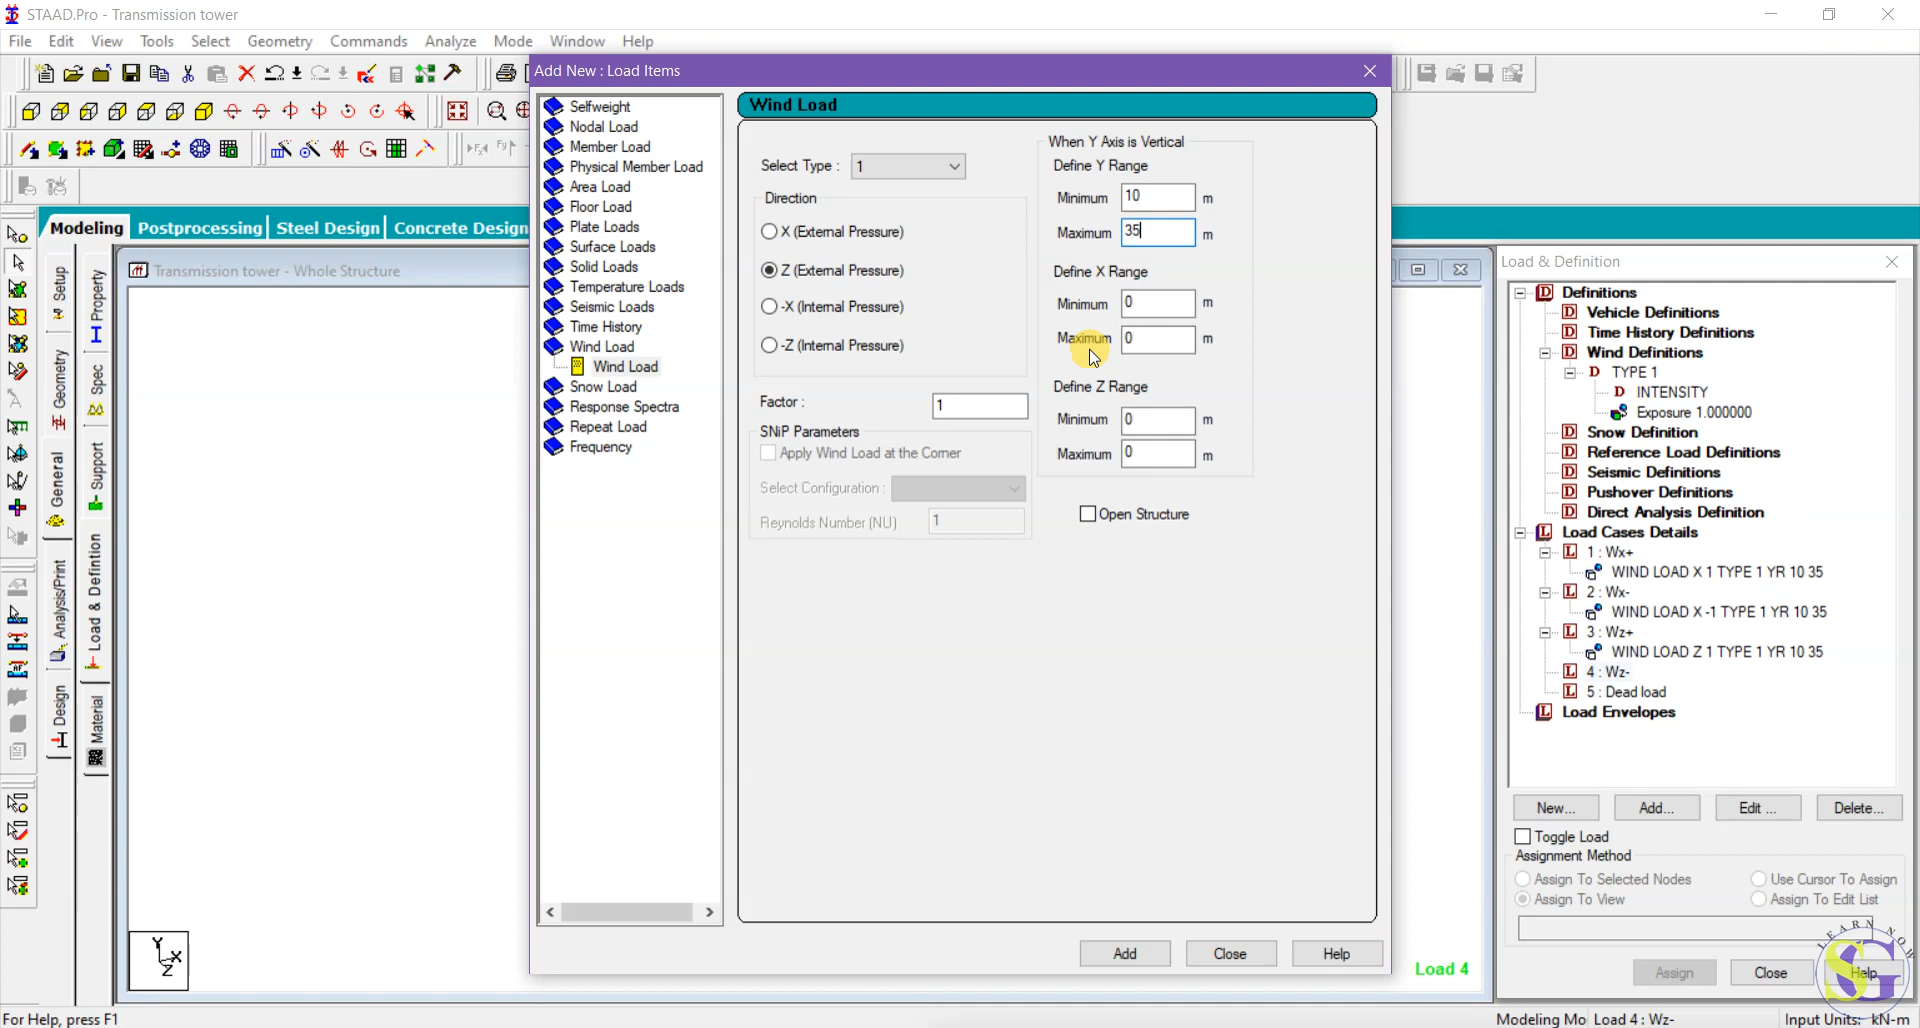 STAAD.Pro - Transmission tower
File Edit View Tools Select Geometry Commands Analyze Mode Window Help
Add New : Load Items
Modeling Postprocessing Steel Design Concrete Design
Setup
Geometry
General
Analysis/Print
Design
Property
Spec
Support
Load & Definition
Material
Transmission tower - Whole Structure
Selfweight
Nodal Load
Member Load
Physical Member Load
Area Load
Floor Load
Plate Loads
Surface Loads
Solid Loads
Temperature Loads
Seismic Loads
Time History
Wind Load
Wind Load
Snow Load
Response Spectra
Repeat Load
Frequency
Wind Load
Select Type : 1
Direction
X (External Pressure)
Z (External Pressure)
-X (Internal Pressure)
-Z (Internal Pressure)
Factor : 1
SNiP Parameters
Apply Wind Load at the Corner
Select Configuration :
Reynolds Number (NU) 1
When Y Axis is Vertical
Define Y Range
Minimum 10 m
Maximum 35 m
Define X Range
Minimum 0 m
Maximum 0 m
Define Z Range
Minimum 0 m
Maximum 0 m
Open Structure
Add Close Help
Load & Definition
Definitions
Vehicle Definitions
Time History Definitions
Wind Definitions
TYPE 1
INTENSITY
Exposure 1.000000
Snow Definition
Reference Load Definitions
Seismic Definitions
Pushover Definitions
Direct Analysis Definition
Load Cases Details
1 : Wx+
WIND LOAD X 1 TYPE 1 YR 10 35
2 : Wx-
WIND LOAD X -1 TYPE 1 YR 10 35
3 : Wz+
WIND LOAD Z 1 TYPE 1 YR 10 35
4 : Wz-
5 : Dead load
Load Envelopes
New... Add... Edit ... Delete...
Toggle Load
Assignment Method
Assign To Selected Nodes Use Cursor To Assign
Assign To View Assign To Edit List
Assign Close Help
LEARN NOW
SG
Y
X
Z
Load 4
For Help, press F1
Modeling Mo Load 4 : Wz- Input Units: kN-m